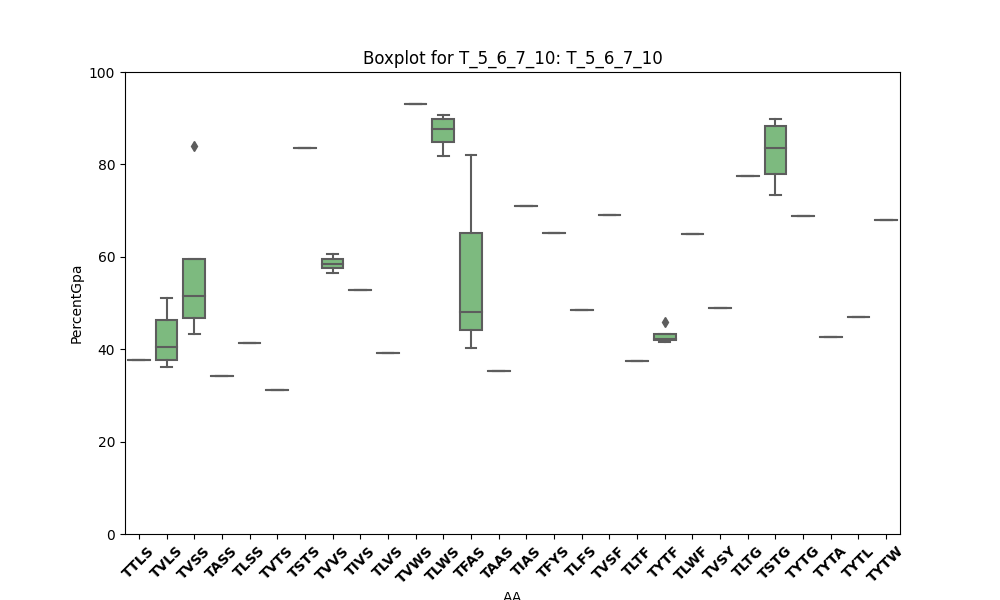 Boxplot for T_5_6_7_10: T_5_6_7_10
100
80
60
40
20
0
PercentGpa
TTLS TVLS TVSS TASS TLSS TVTS TSTS TVVS TIVS TLVS TVWS TLWS TFAS TAAS TIAS TFYS TLFS TVSF TLTF TYTF TLWF TVSY TLTG TSTG TYTG TYTA TYTL TYTW
AA